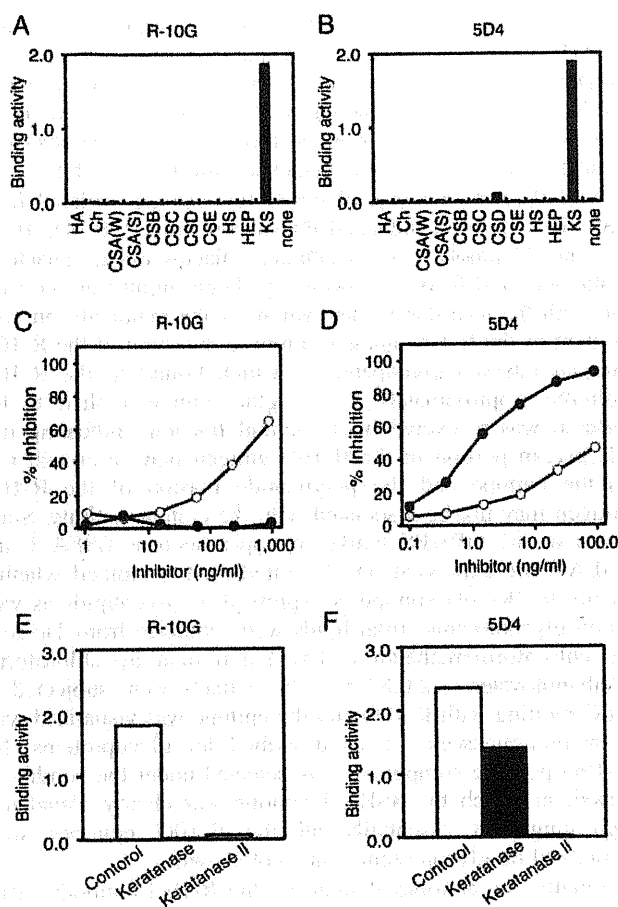 A
R-10G
B
5D4
Binding activity
2.0
1.0
0.0
HA
Ch
CSA(W)
CSA(S)
CSB
CSC
CSD
CSE
HS
HEP
KS
none
Binding activity
2.0
1.0
0.0
HA
Ch
CSA(W)
CSA(S)
CSB
CSC
CSD
CSE
HS
HEP
KS
none
C
R-10G
D
5D4
% Inhibition
100
80
60
40
20
0
1
10
100
1,000
Inhibitor (ng/ml)
% Inhibition
100
80
60
40
20
0
0.1
1.0
10.0
100.0
Inhibitor (ng/ml)
E
R-10G
F
5D4
Binding activity
3.0
2.0
1.0
0.0
Contorol
Keratanase
Keratanase II
Binding activity
3.0
2.0
1.0
0.0
Contorol
Keratanase
Keratanase II